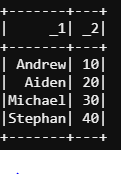 +--------+---+
|      _1| _2|
+--------+---+
|  Andrew| 10|
|   Aiden| 20|
|Michael| 30|
|Stephan| 40|
+--------+---+